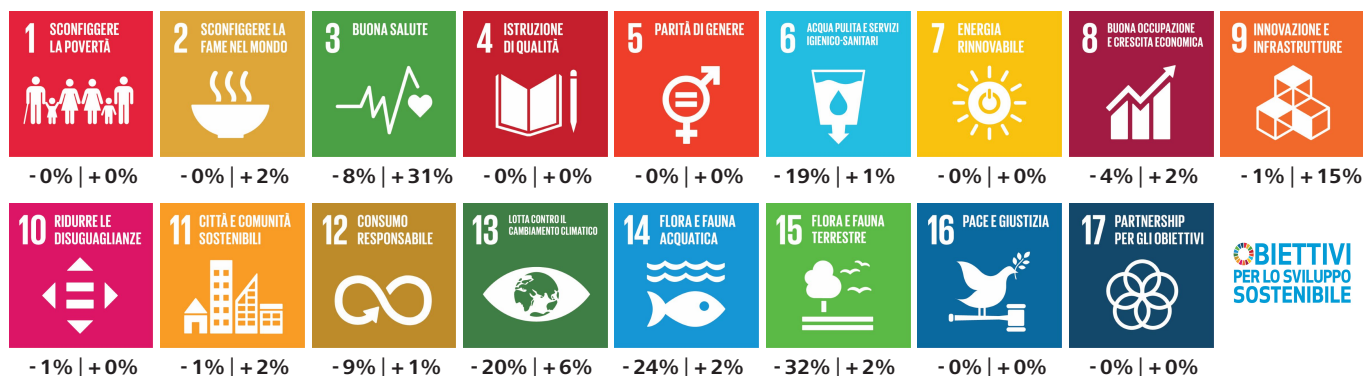 1 SCONFIGGERE
LA POVERTÀ
2 SCONFIGGERE LA
FAME NEL MONDO
3 BUONA SALUTE
4 ISTRUZIONE
DI QUALITÀ
5 PARITÀ DI GENERE
6 ACQUA PULITA E SERVIZI
IGIENICO-SANITARI
7 ENERGIA
RINNOVABILE
8 BUONA OCCUPAZIONE
E CRESCITA ECONOMICA
9 INNOVAZIONE E
INFRASTRUTTURE
-0% | +0%
-0% | +2%
-8% | +31%
-0% | +0%
-0% | +0%
-19% | +1%
-0% | +0%
-4% | +2%
-1% | +15%
10 RIDURRE LE
DISUGUAGLIANZE
11 CITTÀ E COMUNITÀ
SOSTENIBILI
12 CONSUMO
RESPONSABILE
13 LOTTA CONTRO IL
CAMBIAMENTO CLIMATICO
14 FLORA E FAUNA
ACQUATICA
15 FLORA E FAUNA
TERRESTRE
16 PACE E GIUSTIZIA
17 PARTNERSHIP
PER GLI OBIETTIVI
OBIETTIVI
PER LO SVILUPPO
SOSTENIBILE
-1% | +0%
-1% | +2%
-9% | +1%
-20% | +6%
-24% | +2%
-32% | +2%
-0% | +0%
-0% | +0%